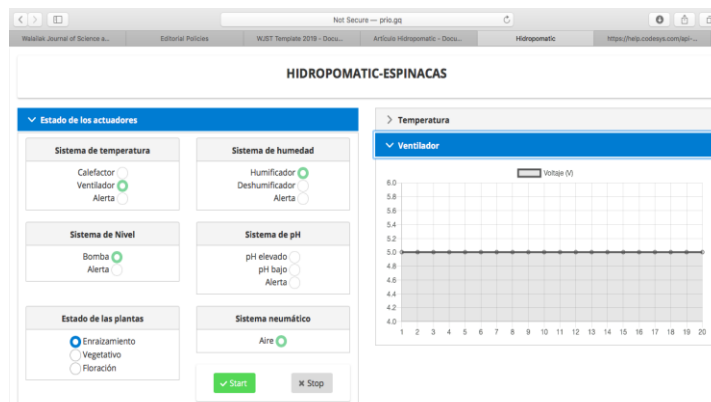 Not Secure — prio.gq
Walailak Journal of Science a...
Editorial Policies
WJST Template 2019 - Docu...
Artículo Hidropomatic - Docu...
Hidropomatic
https://help.codesys.com/api-...
HIDROPOMATIC-ESPINACAS
Estado de los actuadores
Sistema de temperatura
Calefactor
Ventilador
Alerta
Sistema de humedad
Humificador
Deshumificador
Alerta
Sistema de Nivel
Bomba
Alerta
Sistema de pH
pH elevado
pH bajo
Alerta
Estado de las plantas
Enraizamiento
Vegetativo
Floración
Sistema neumático
Aire
Start
Stop
Temperatura
Ventilador
Voltaje (V)
6.0
5.8
5.6
5.4
5.2
5.0
4.8
4.6
4.4
4.2
4.0
1 2 3 4 5 6 7 8 9 10 11 12 13 14 15 16 17 18 19 20